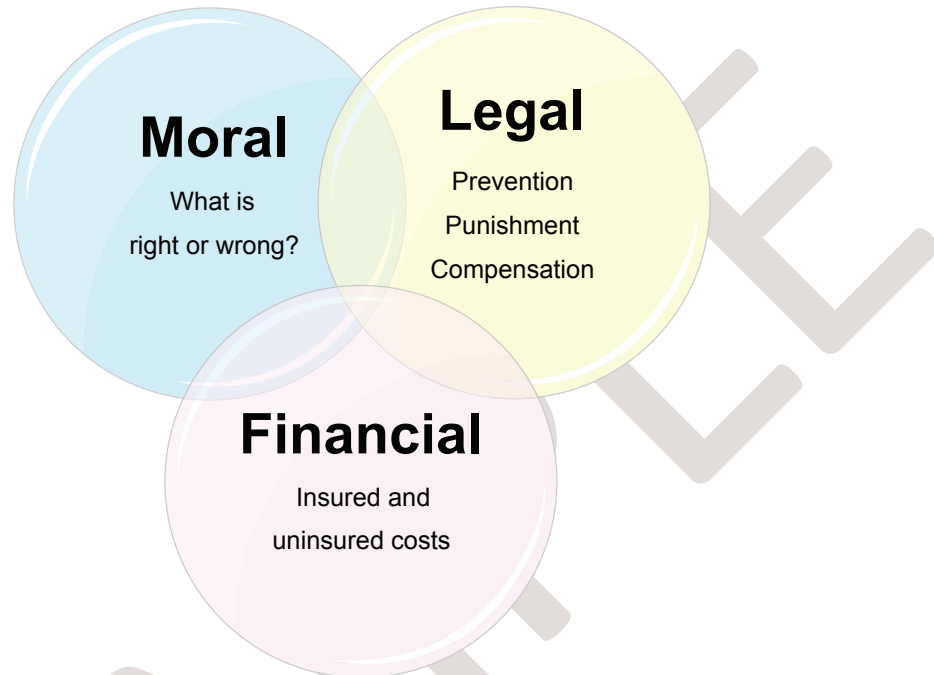 Moral
What is
right or wrong?
Legal
Prevention
Punishment
Compensation
Financial
Insured and
uninsured costs